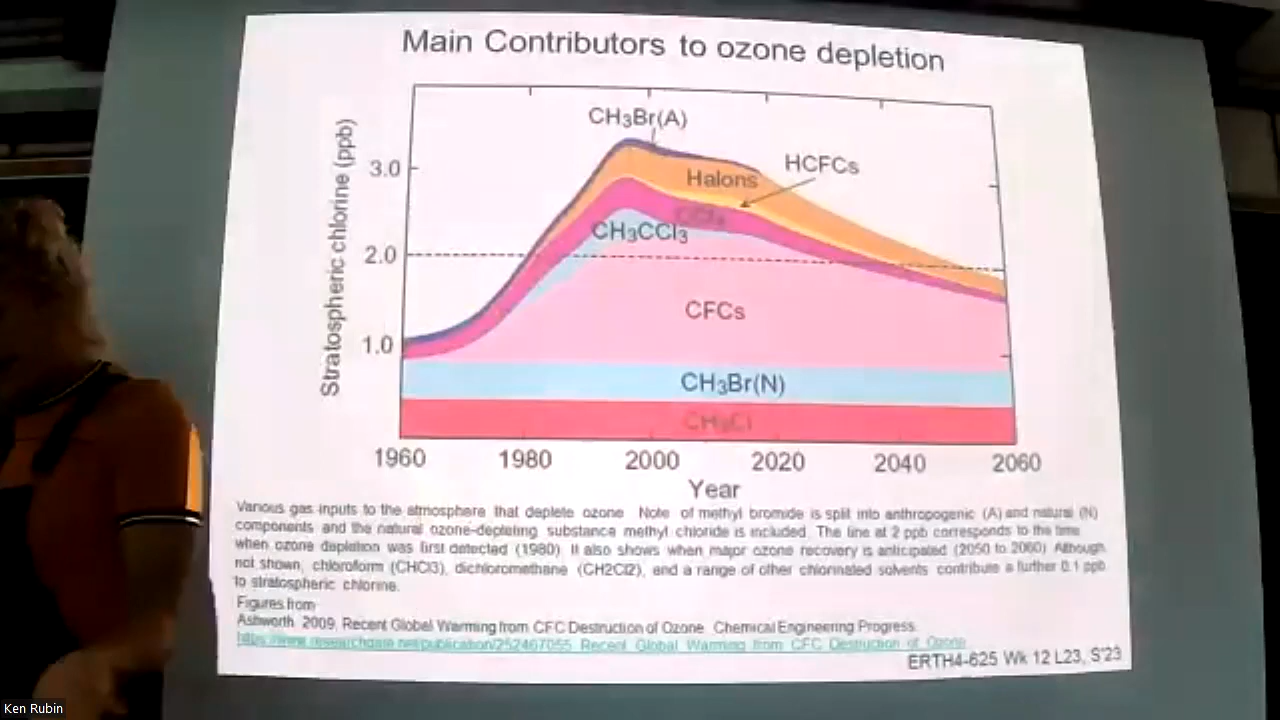 Main Contributors to ozone depletion
Stratospheric chlorine (ppb)
3.0
2.0
1.0
CH₃Br(A)
HCFCs
Halons
CCl₄
CH₃CCl₃
CFCs
CH₃Br(N)
CH₃Cl
1960 1980 2000 2020 2040 2060
Year
Various gas inputs to the atmosphere that deplete ozone. Note of methyl bromide is split into anthropogenic (A) and natural (N)
components and the natural ozone-depleting substance methyl chloride is included. The line at 2 ppb corresponds to the time
when ozone depletion was first detected (1980). It also shows when major ozone recovery is anticipated (2050 to 2060). Although
not shown, chloroform (CHCl3), dichloromethane (CH2Cl2), and a range of other chlorinated solvents contribute a further 0.1 ppb
to stratospheric chlorine.
Figures from
Ashworth. 2009. Recent Global Warming from CFC Destruction of Ozone. Chemical Engineering Progress.
https://www.researchgate.net/publication/252467055_Recent_Global_Warming_from_CFC_Destruction_of_Ozone
ERTH4-625 Wk 12 L23, S'23
Ken Rubin